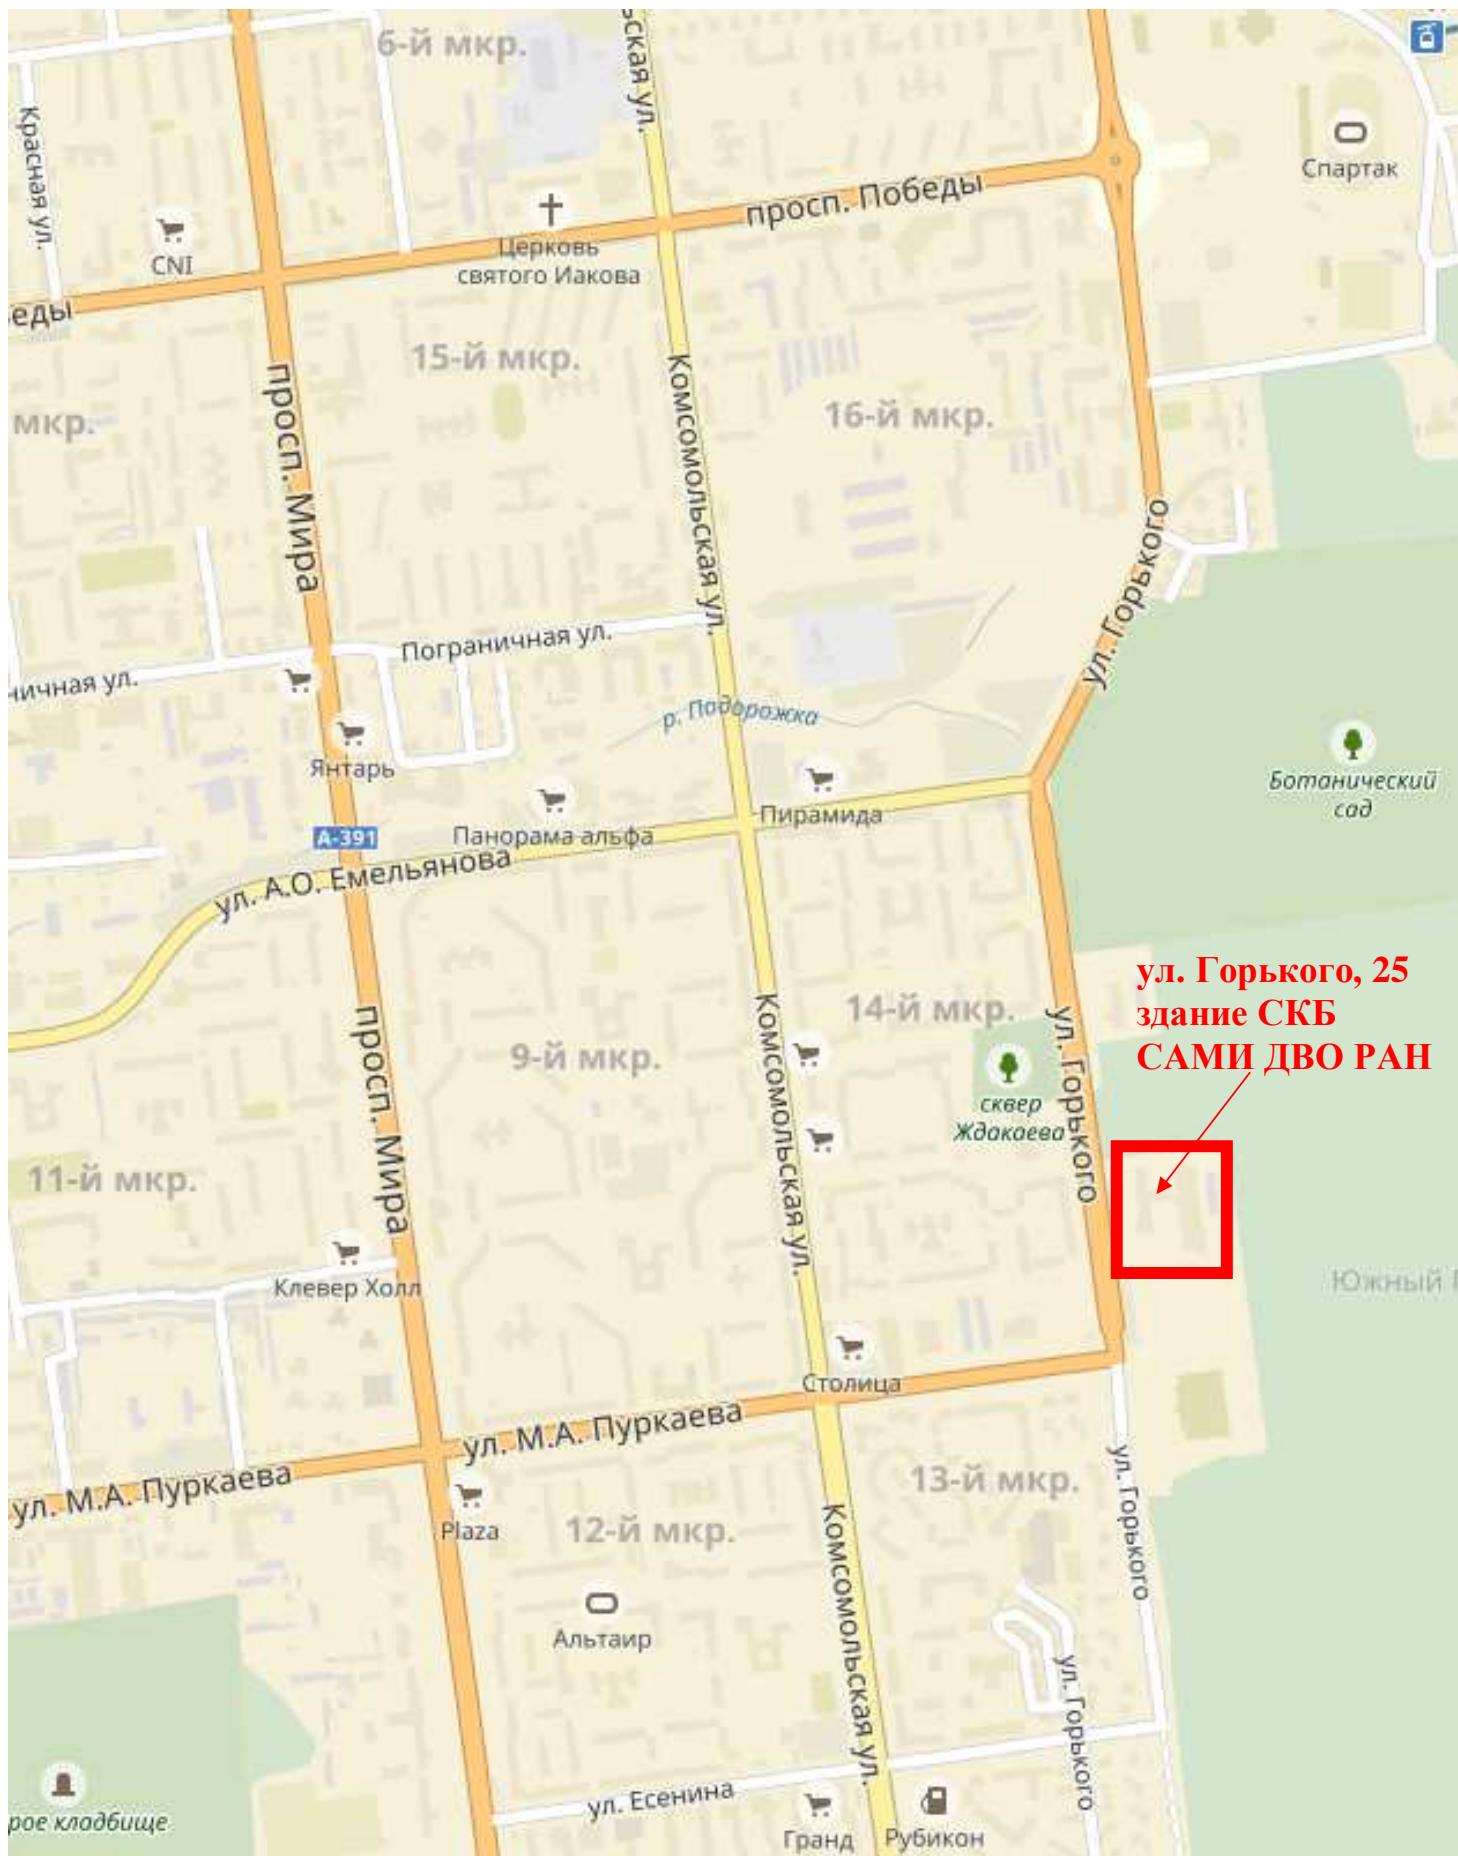 6-й мкр.
ьская ул.
Красная ул.
Спартак
просп. Победы
CNI
Церковь
святого Иакова
еды
15-й мкр.
Комсомольская ул.
просп. Мира
16-й мкр.
мкр.
ул. Горького
Пограничная ул.
ничная ул.
р. Подорожка
Янтарь
Ботанический
сад
Пирамида
А-391
Панорама альфа
ул. А.О. Емельянова
ул. Горького, 25
здание СКБ
САМИ ДВО РАН
14-й мкр.
просп. Мира
9-й мкр.
Комсомольская ул.
ул. Горького
сквер
Ждакаева
11-й мкр.
Клевер Холл
Южный
Столица
ул. М.А. Пуркаева
ул. М.А. Пуркаева
13-й мкр.
ул. Горького
Plaza
12-й мкр.
Комсомольская ул.
Альтаир
ул. Горького
ул. Есенина
рое кладбище
Гранд
Рубикон